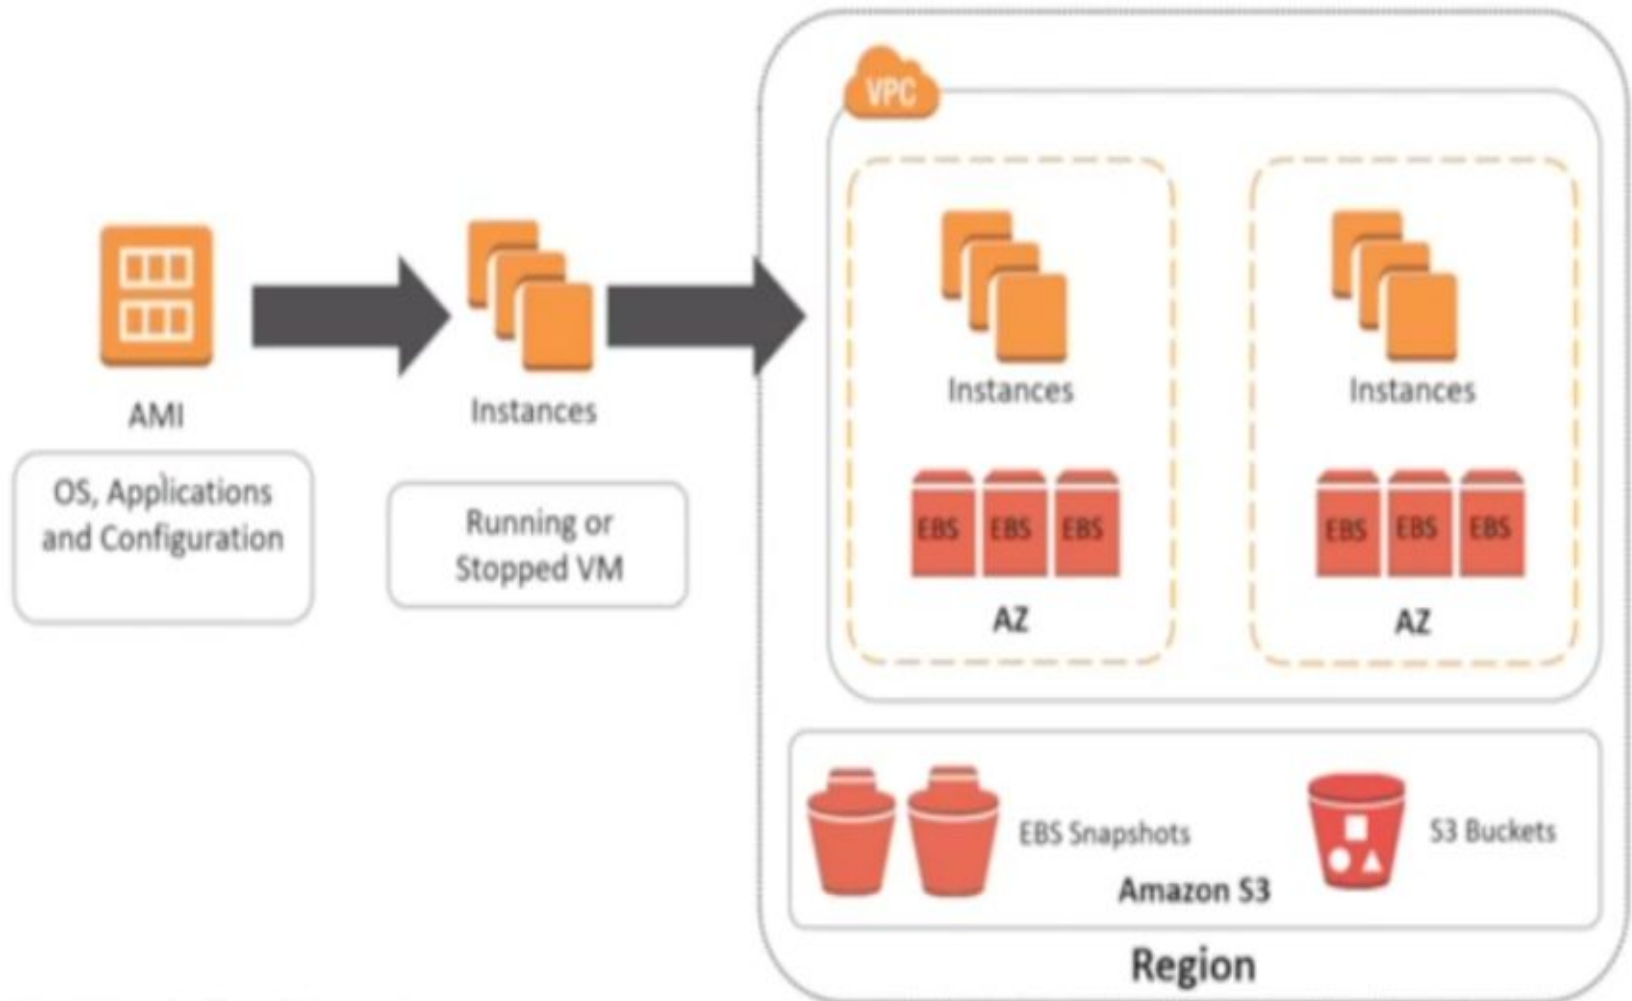 VPC
AMI
OS, Applications
and Configuration
Instances
Running or
Stopped VM
Instances
EBS EBS EBS
AZ
Instances
EBS EBS EBS
AZ
EBS Snapshots
S3 Buckets
Amazon S3
Region